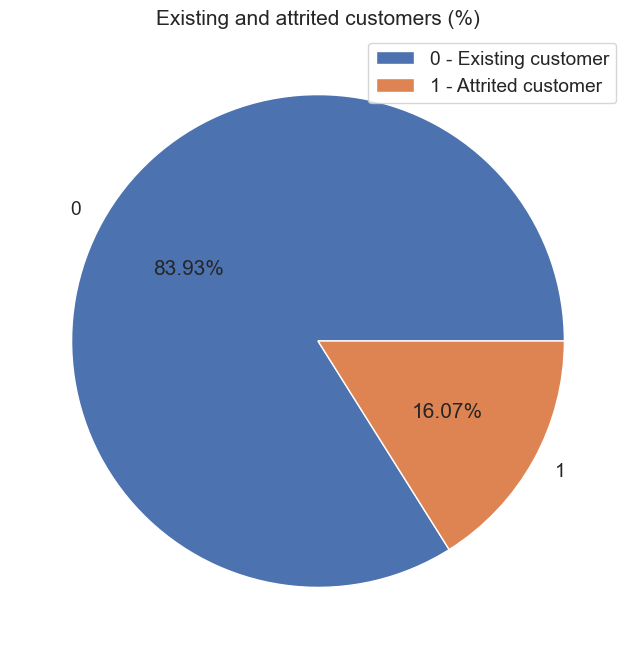 Existing and attrited customers (%)
0 - Existing customer
1 - Attrited customer
0
83.93%
16.07%
1